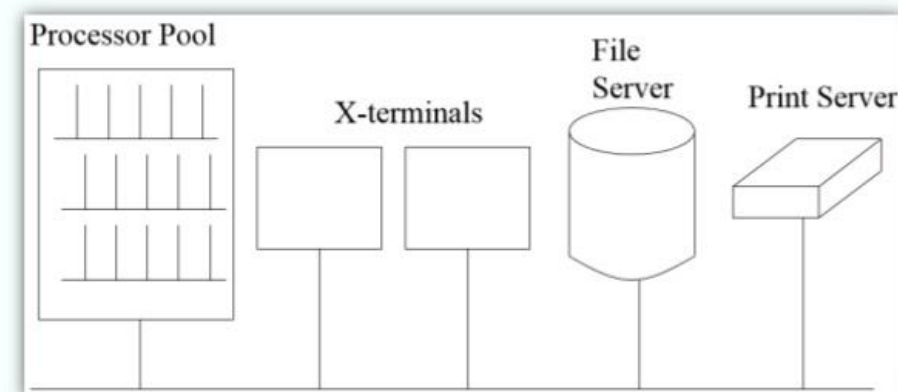 Processor Pool
X-terminals
File
Server
Print Server